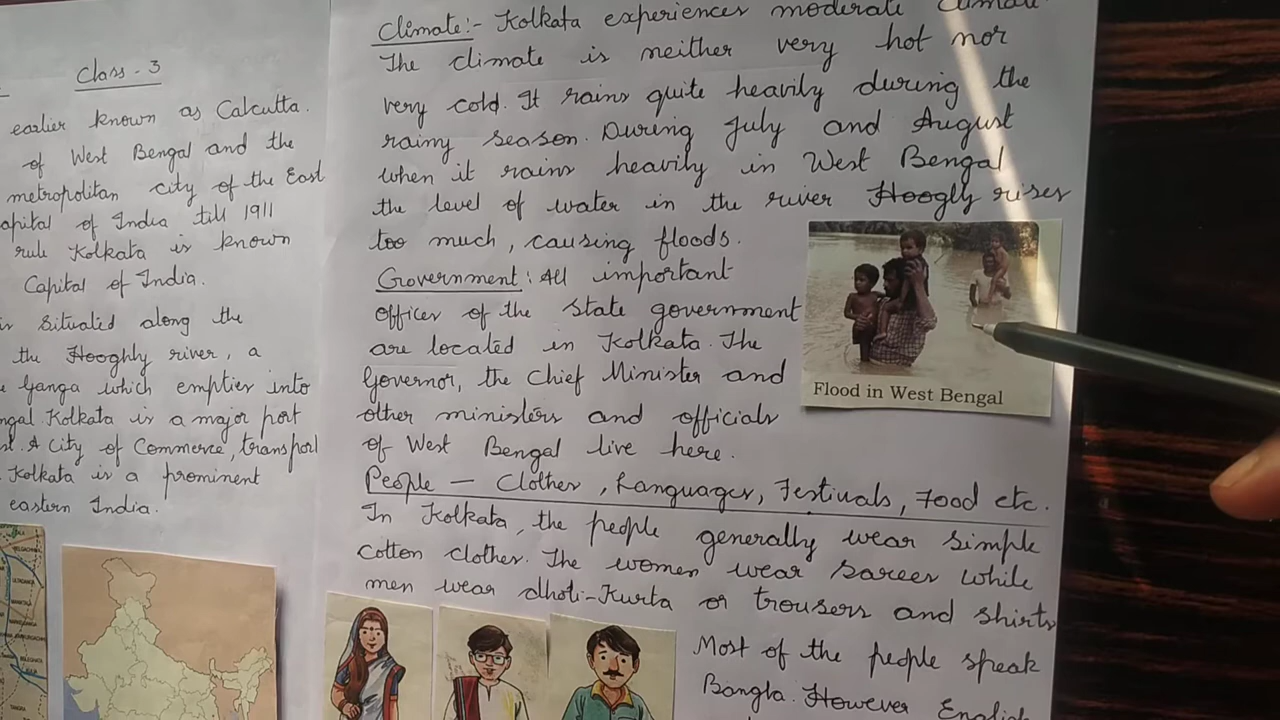 Class - 3
earlier known as Calcutta.
of West Bengal and the
metropolitan city of the East
apital of India till 1911
rule Kolkata is known
Capital of India.
is Situated along the
the Hooghly river, a
Ganga which emptier into
ngal Kolkata is a major port
A city of Commerce, transport
Kolkata is a prominent
eastern India.
Climate:- Kolkata experiences moderate climate
The climate is neither very hot nor
very cold. It rains quite heavily during the
rainy season. During July and August
when it rains heavily in West Bengal
the level of water in the river Hoogly rises
too much, causing floods.
Government: All important
officer of the State government
are located in Kolkata. The
Governor, the Chief Minister and
other ministers and officials
of West Bengal live here.
Flood in West Bengal
People — Clothes, Languages, Festivals, Food etc.
In Kolkata, the people generally wear simple
cotton clothes. The women wear sarees while
men wear dhoti-Kurta or trousers and shirts
Most of the people speak
Bangla. However English